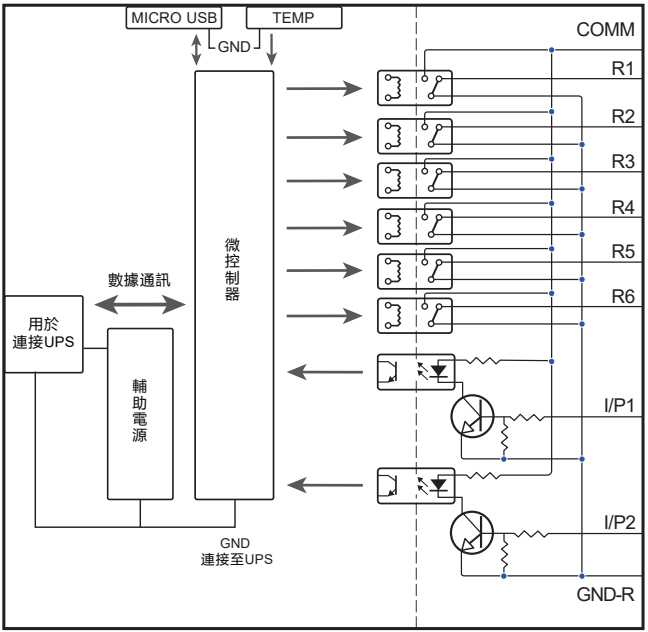 MICRO USB
TEMP
GND
COMM
R1
R2
R3
R4
R5
R6
微控制器
數據通訊
用於
連接UPS
輔助電源
I/P1
I/P2
GND
連接至UPS
GND-R